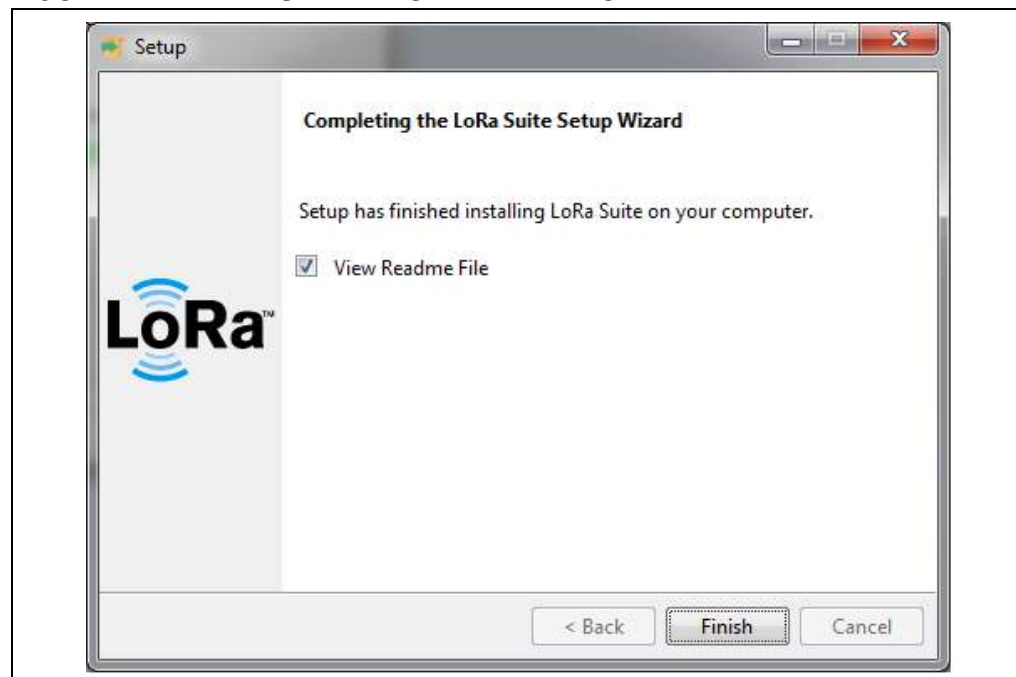 Setup
Completing the LoRa Suite Setup Wizard
Setup has finished installing LoRa Suite on your computer.
View Readme File
LoRa™
< Back
Finish
Cancel